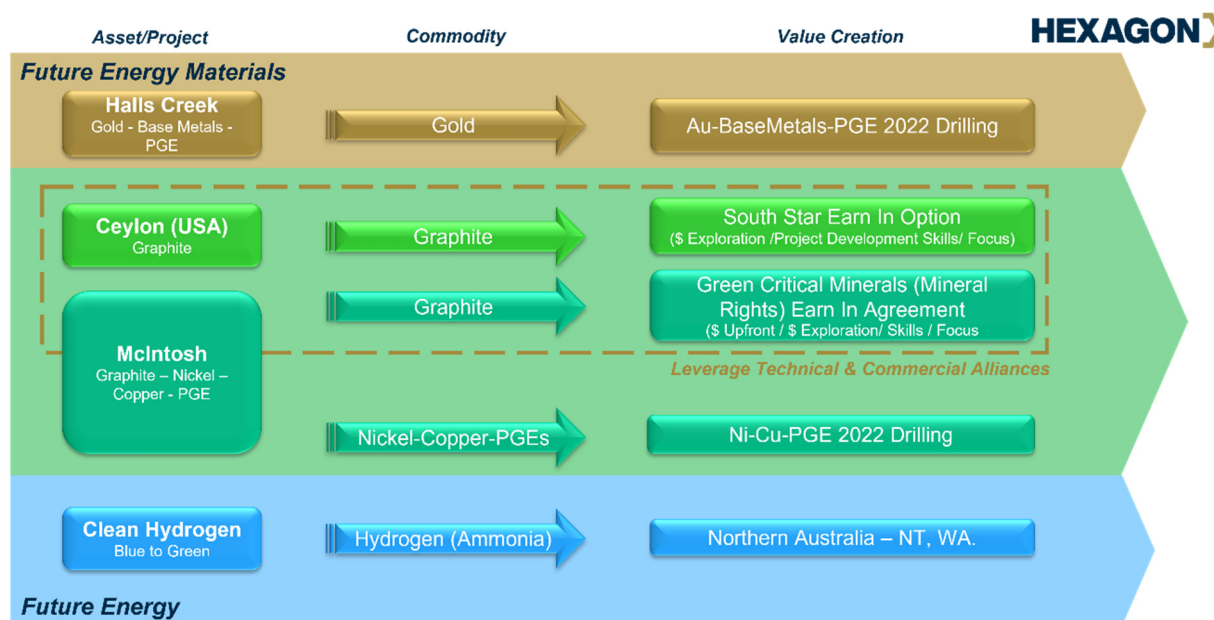 Asset/Project
Commodity
Value Creation
HEXAGON
Future Energy Materials
Halls Creek
Gold - Base Metals -
PGE
Gold
Au-BaseMetals-PGE 2022 Drilling
Ceylon (USA)
Graphite
Graphite
South Star Earn In Option
($ Exploration /Project Development Skills/ Focus)
McIntosh
Graphite – Nickel –
Copper - PGE
Graphite
Green Critical Minerals (Mineral
Rights) Earn In Agreement
($ Upfront / $ Exploration/ Skills / Focus
Leverage Technical & Commercial Alliances
Nickel-Copper-PGEs
Ni-Cu-PGE 2022 Drilling
Clean Hydrogen
Blue to Green
Hydrogen (Ammonia)
Northern Australia – NT, WA.
Future Energy